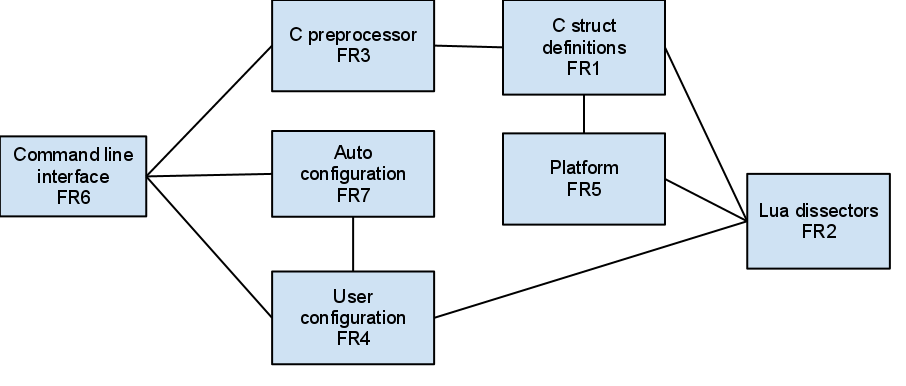 C preprocessor
FR3
C struct
definitions
FR1
Command line
interface
FR6
Auto
configuration
FR7
Platform
FR5
Lua dissectors
FR2
User
configuration
FR4